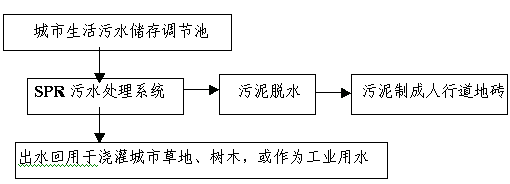 城市生活污水储存调节池
SPR 污水处理系统
污泥脱水
污泥制成人行道地砖
出水回用于浇灌城市草地、树木，或作为工业用水